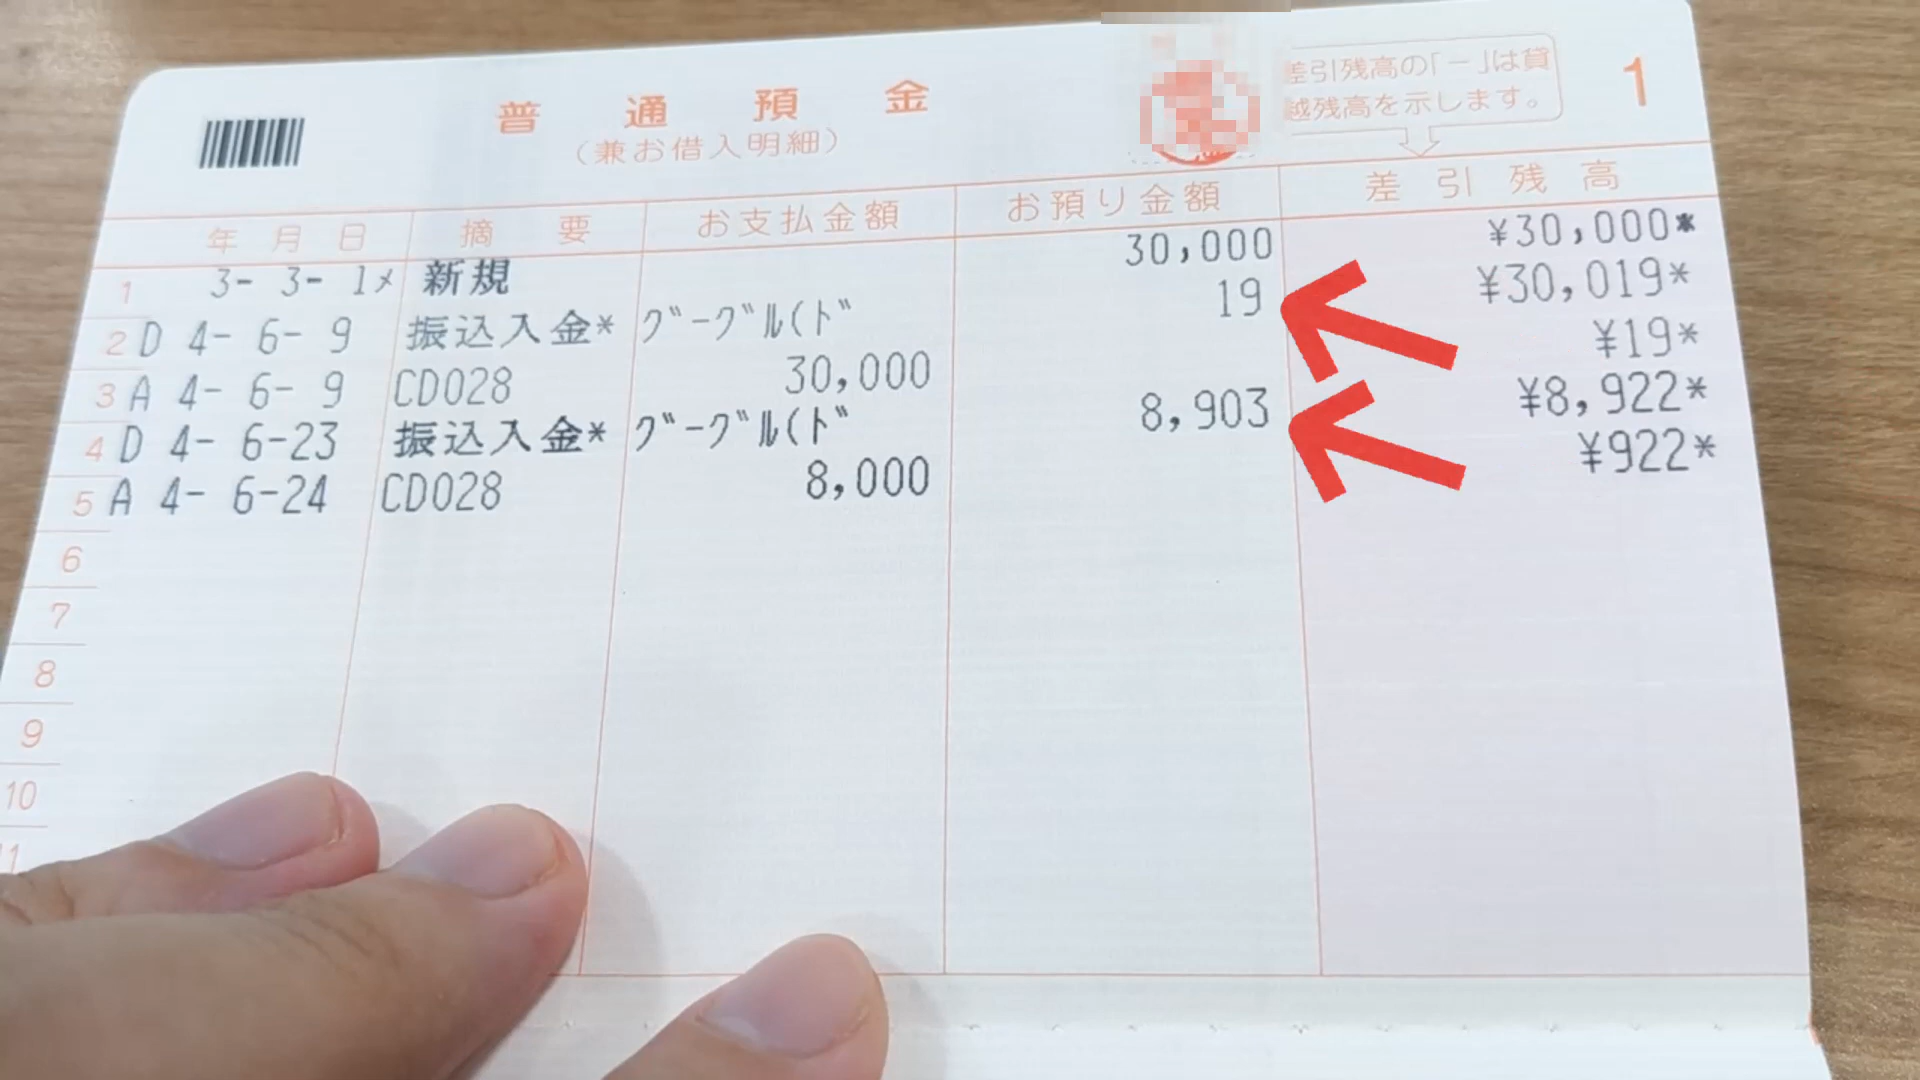 普通預金
(兼お借入明細)
差引残高の「-」は貸
越残高を示します。
1
年月日 摘要 お支払金額 お預り金額 差引残高
1 3- 3- 1 新規 30,000 ¥30,000*
2 D 4- 6- 9 振込入金* グーグル(ド 19 ¥30,019*
3 A 4- 6- 9 CD028 30,000 ¥19*
4 D 4- 6-23 振込入金* グーグル(ド 8,903 ¥8,922*
5 A 4- 6-24 CD028 8,000 ¥922*
6
7
8
9
10
11